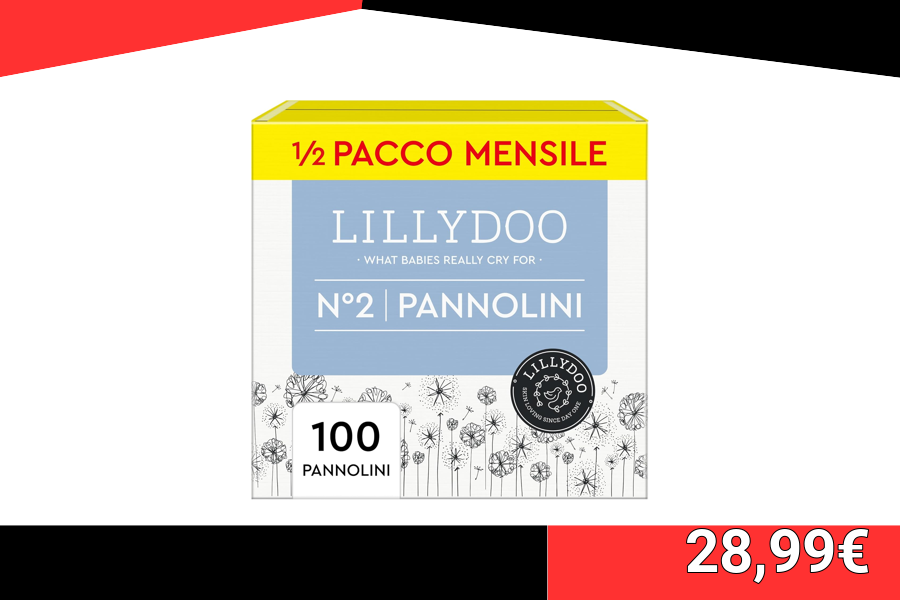 ½ PACCO MENSILE
LILLYDOO
· WHAT BABIES REALLY CRY FOR ·
N°2 | PANNOLINI
LILLYDOO
SKIN LOVING SINCE DAY ONE
100
PANNOLINI
28,99€